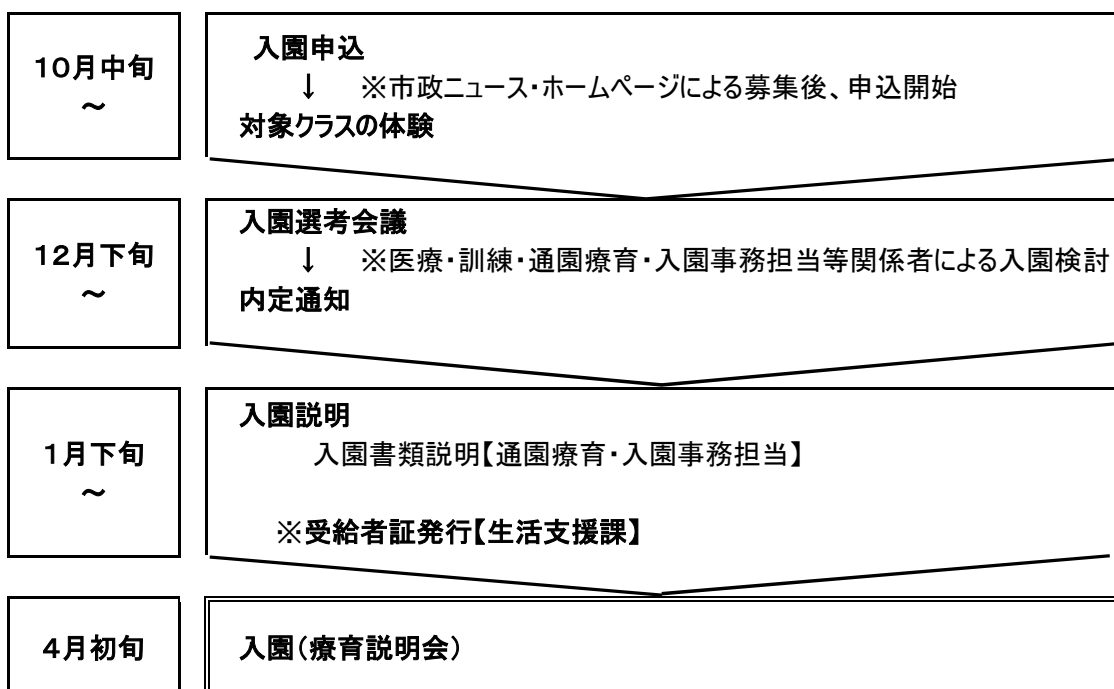 10月中旬
～
入園申込
↓ ※市政ニュース・ホームページによる募集後、申込開始
対象クラスの体験
12月下旬
～
入園選考会議
↓ ※医療・訓練・通園療育・入園事務担当等関係者による入園検討
内定通知
1月下旬
～
入園説明
入園書類説明【通園療育・入園事務担当】
※受給者証発行【生活支援課】
4月初旬
入園（療育説明会）